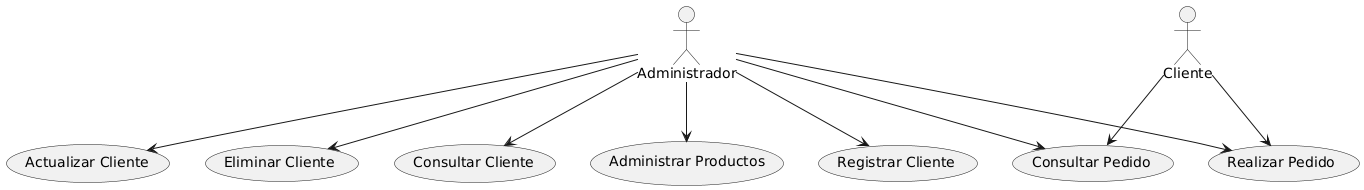 Administrador
Cliente
Actualizar Cliente
Eliminar Cliente
Consultar Cliente
Administrar Productos
Registrar Cliente
Consultar Pedido
Realizar Pedido